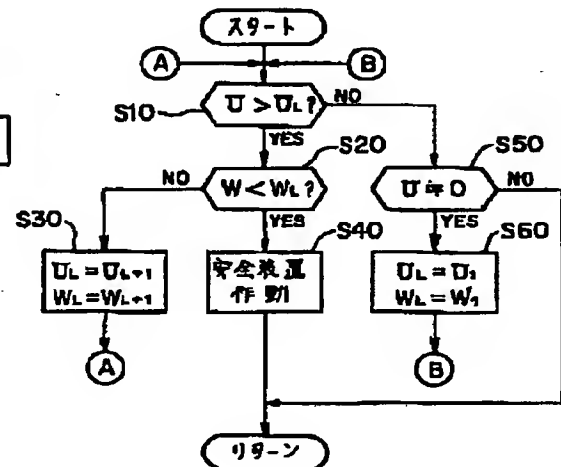 スタート
A
B
S10
U > UL?
NO
YES
S20
S50
NO
W < WL?
U ≒ 0
NO
S30
YES
S40
YES
S60
UL = UL+1
WL = WL+1
安全装置
作動
UL = U1
WL = W1
A
B
リターン